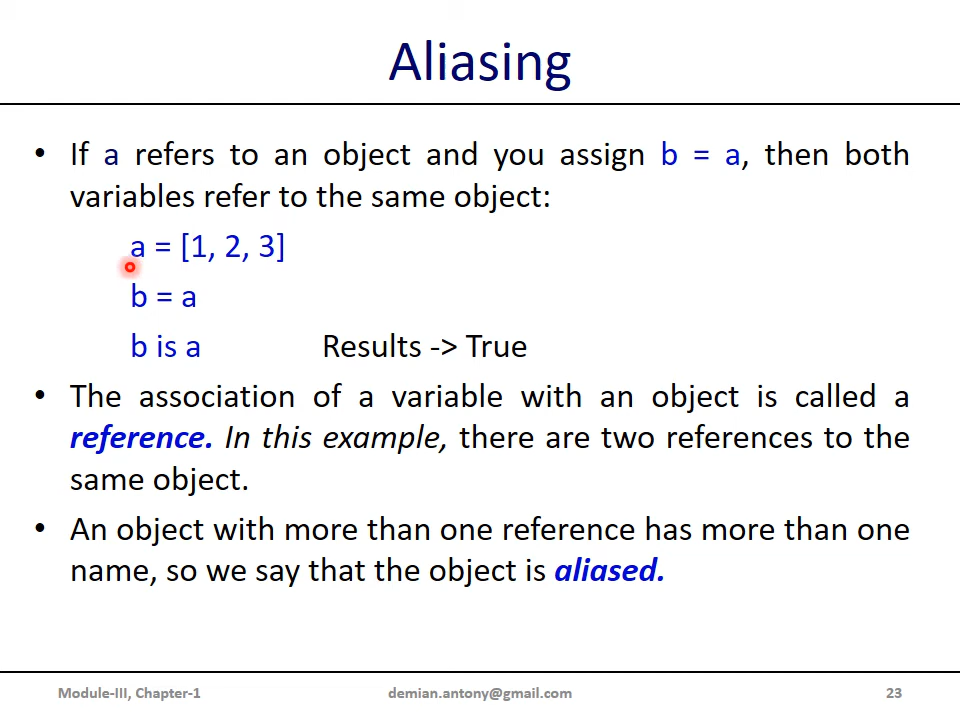 Aliasing
• If a refers to an object and you assign b = a, then both
variables refer to the same object:
a = [1, 2, 3]
b = a
b is a Results -> True
• The association of a variable with an object is called a
reference. In this example, there are two references to the
same object.
• An object with more than one reference has more than one
name, so we say that the object is aliased.
Module-III, Chapter-1 demian.antony@gmail.com 23